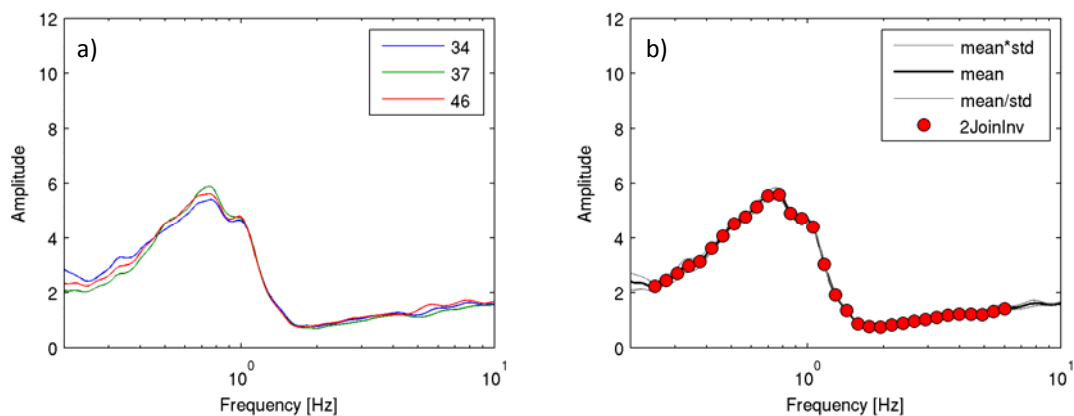 a)
12
10
8
6
4
2
0
Amplitude
34
37
46
10^0
10^1
Frequency [Hz]
b)
12
10
8
6
4
2
0
Amplitude
mean*std
mean
mean/std
2JoinInv
10^0
10^1
Frequency [Hz]